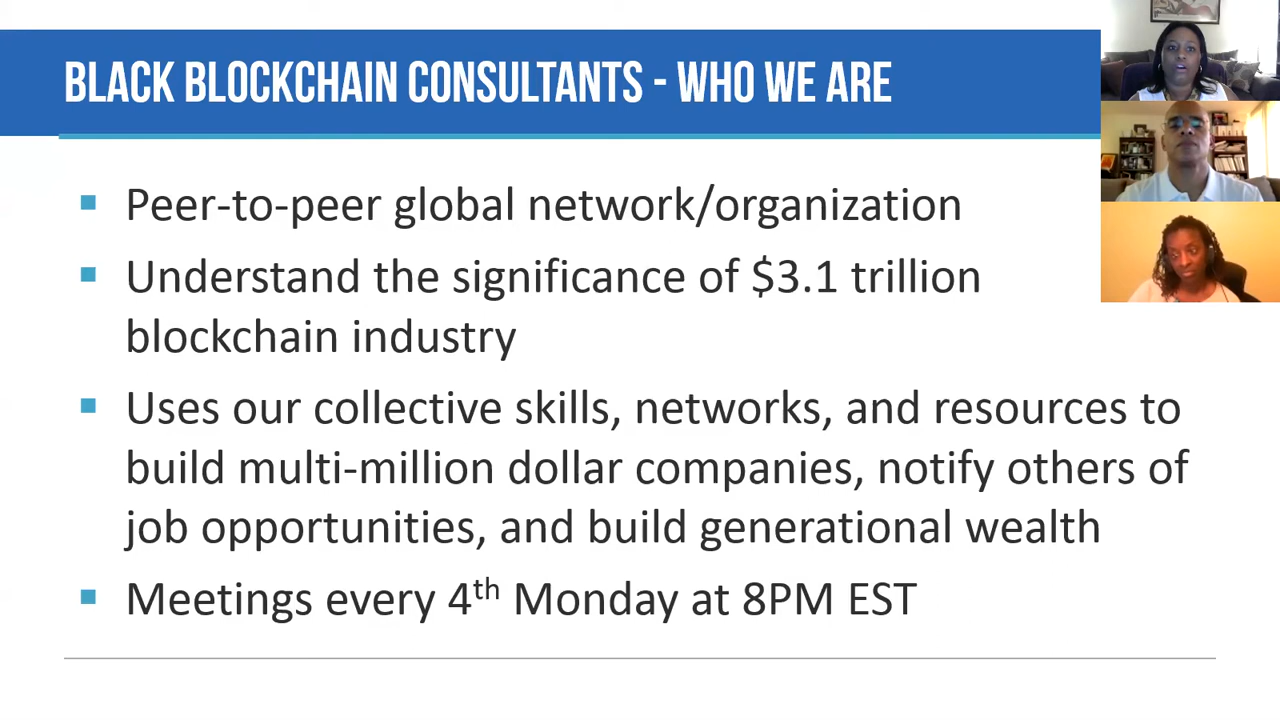 BLACK BLOCKCHAIN CONSULTANTS - WHO WE ARE
Peer-to-peer global network/organization
Understand the significance of $3.1 trillion
blockchain industry
Uses our collective skills, networks, and resources to
build multi-million dollar companies, notify others of
job opportunities, and build generational wealth
Meetings every 4th Monday at 8PM EST